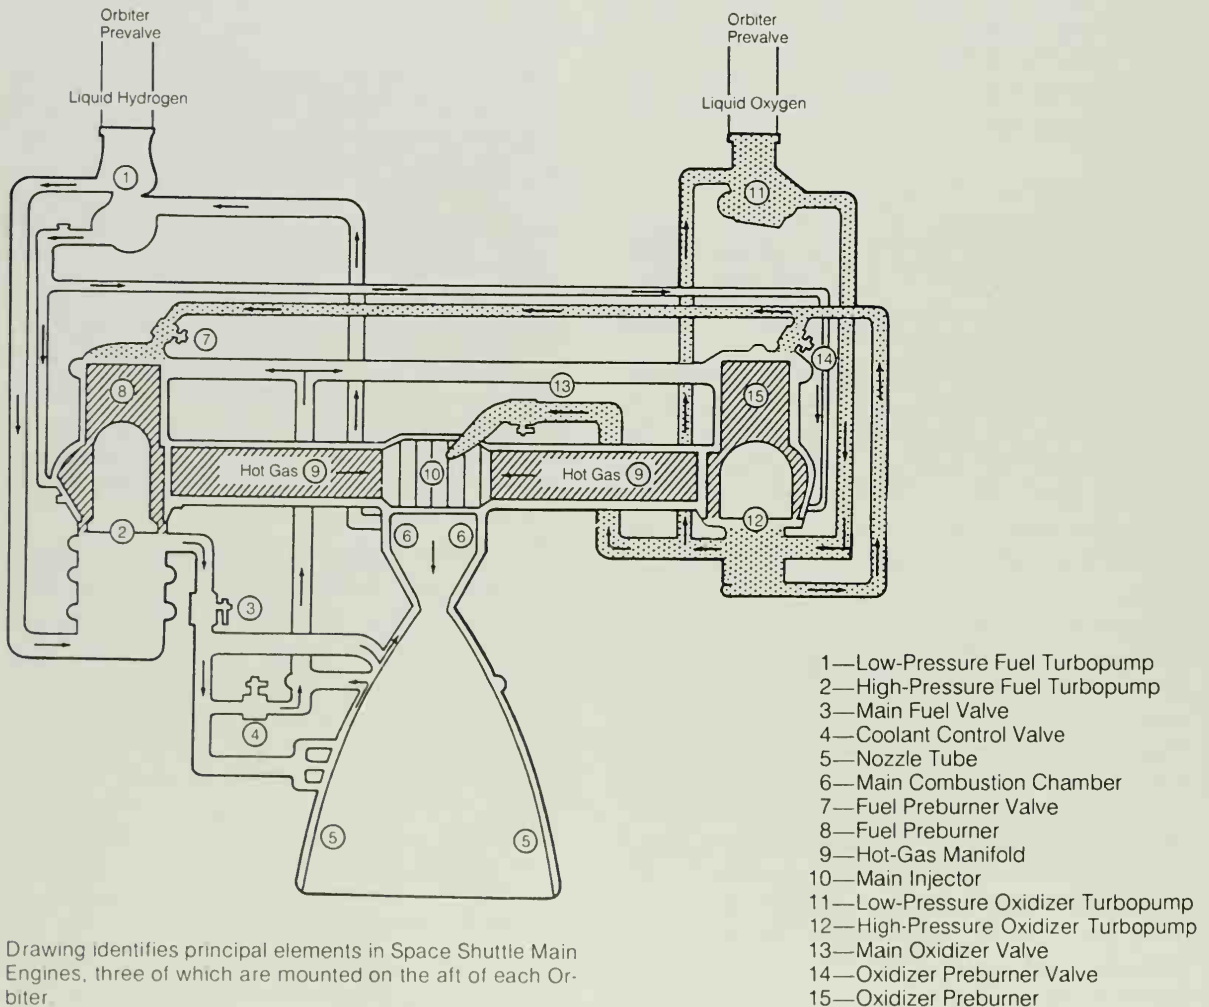 Orbiter
Prevalve
Orbiter
Prevalve
Liquid Hydrogen
Liquid Oxygen
1
11
7
14
13
8
15
Hot Gas 9
10
Hot Gas 9
12
2
6
6
3
4
5
5
1—Low-Pressure Fuel Turbopump
2—High-Pressure Fuel Turbopump
3—Main Fuel Valve
4—Coolant Control Valve
5—Nozzle Tube
6—Main Combustion Chamber
7—Fuel Preburner Valve
8—Fuel Preburner
9—Hot-Gas Manifold
10—Main Injector
11—Low-Pressure Oxidizer Turbopump
12—High-Pressure Oxidizer Turbopump
13—Main Oxidizer Valve
14—Oxidizer Preburner Valve
15—Oxidizer Preburner
Drawing identifies principal elements in Space Shuttle Main
Engines, three of which are mounted on the aft of each Or-
biter.